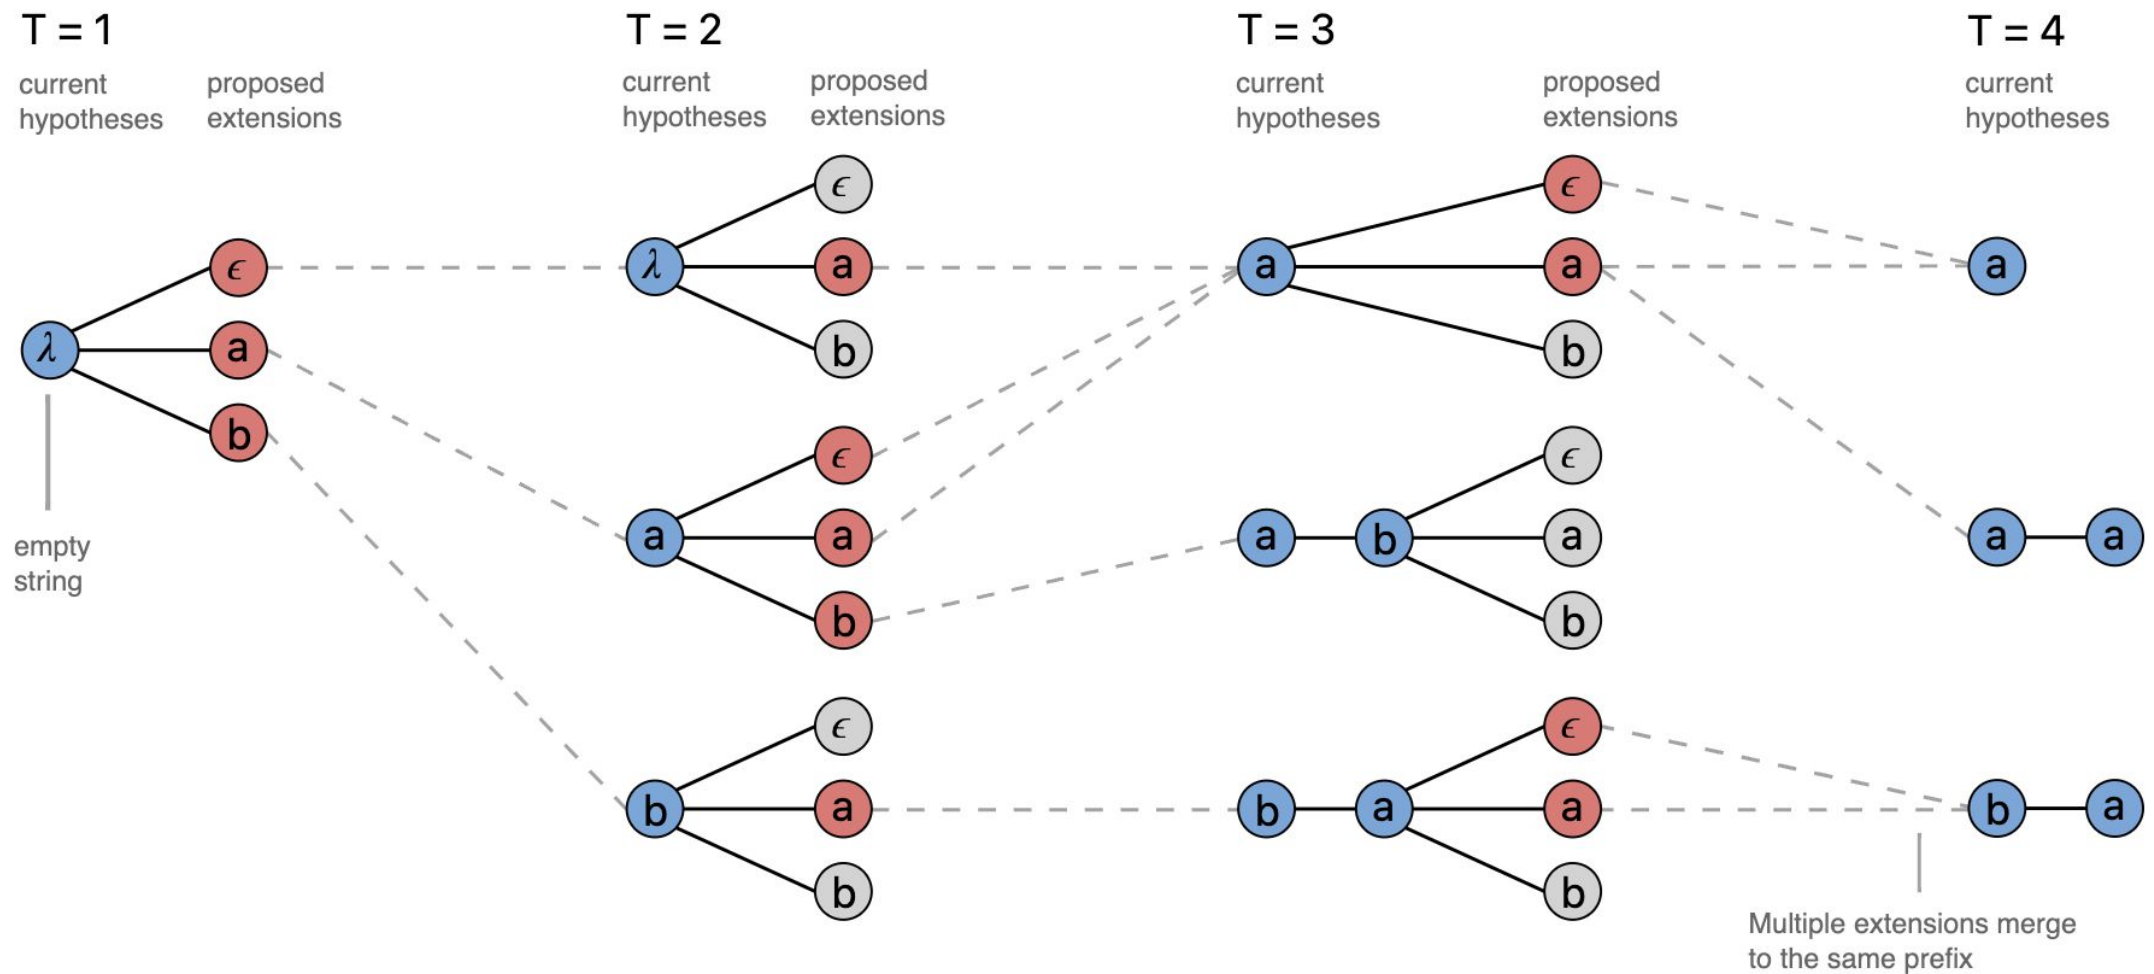 T = 1
T = 2
T = 3
T = 4
current hypotheses
proposed extensions
current hypotheses
proposed extensions
current hypotheses
proposed extensions
current hypotheses
λ
ϵ
a
b
empty
string
λ
ϵ
a
b
a
ϵ
a
b
b
ϵ
a
b
a
ϵ
a
b
a b
ϵ
a
b
b a
ϵ
a
b
a
a a
b a
Multiple extensions merge
to the same prefix